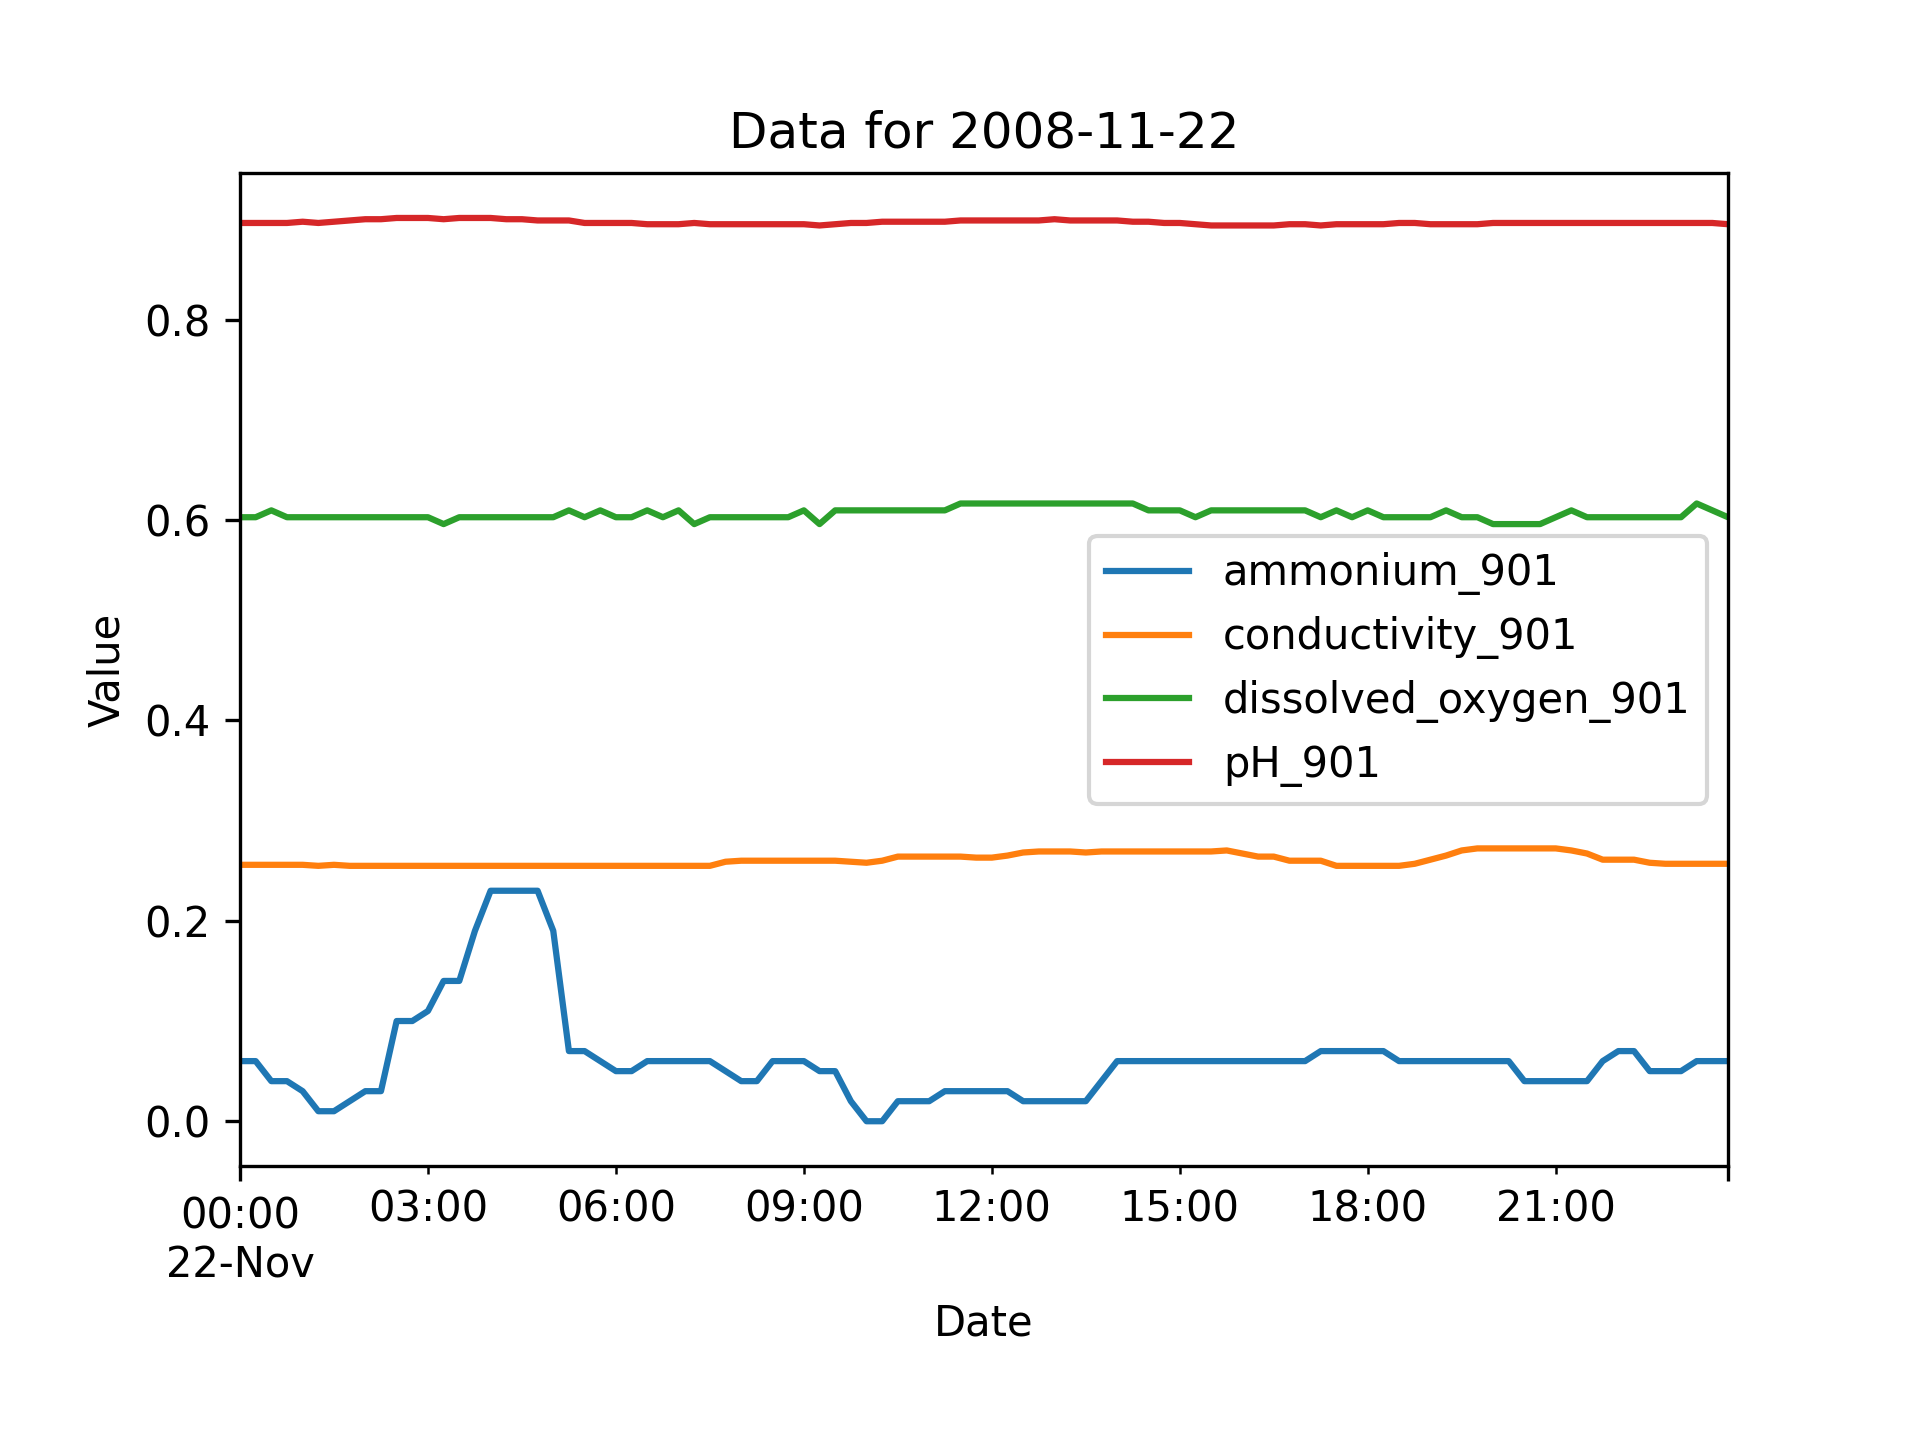 Data for 2008-11-22
Value
0.8
0.6
0.4
0.2
0.0
ammonium_901
conductivity_901
dissolved_oxygen_901
pH_901
00:00 03:00 06:00 09:00 12:00 15:00 18:00 21:00
22-Nov
Date